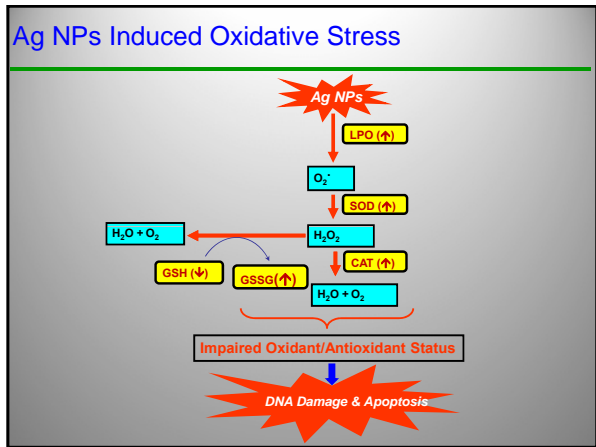 Ag NPs Induced Oxidative Stress
Ag NPs
LPO (↑)
O₂·
SOD (↑)
H₂O + O₂
H₂O₂
GSH (↓)
GSSG(↑)
CAT (↑)
H₂O + O₂
Impaired Oxidant/Antioxidant Status
DNA Damage & Apoptosis